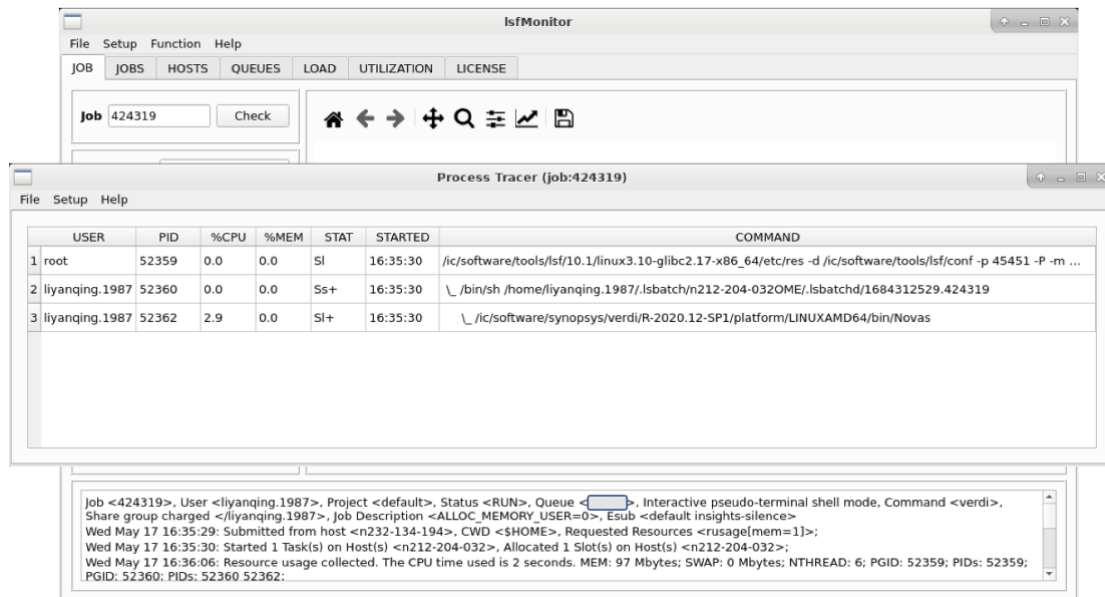 lsfMonitor
File Setup Function Help
JOB JOBS HOSTS QUEUES LOAD UTILIZATION LICENSE
Job 424319 Check
Process Tracer (job:424319)
File Setup Help
USER PID %CPU %MEM STAT STARTED COMMAND
1 root 52359 0.0 0.0 Sl 16:35:30 /ic/software/tools/lsf/10.1/linux3.10-glibc2.17-x86_64/etc/res -d /ic/software/tools/lsf/conf -p 45451 -P -m ...
2 liyanqing.1987 52360 0.0 0.0 Ss+ 16:35:30 \_ /bin/sh /home/liyanqing.1987/.lsbatch/n212-204-032OME/.lsbatchd/1684312529.424319
3 liyanqing.1987 52362 2.9 0.0 Sl+ 16:35:30 \_ /ic/software/synopsys/verdi/R-2020.12-SP1/platform/LINUXAMD64/bin/Novas
Job <424319>, User <liyanqing.1987>, Project <default>, Status <RUN>, Queue < >, Interactive pseudo-terminal shell mode, Command <verdi>,
Share group charged </liyanqing.1987>, Job Description <ALLOC_MEMORY_USER=0>, Esub <default insights-silence>
Wed May 17 16:35:29: Submitted from host <n232-134-194>, CWD <$HOME>, Requested Resources <rusage[mem=1]>;
Wed May 17 16:35:30: Started 1 Task(s) on Host(s) <n212-204-032>, Allocated 1 Slot(s) on Host(s) <n212-204-032>;
Wed May 17 16:36:06: Resource usage collected. The CPU time used is 2 seconds. MEM: 97 Mbytes; SWAP: 0 Mbytes; NTHREAD: 6; PGID: 52359; PIDs: 52359;
PGID: 52360; PIDs: 52360 52362;